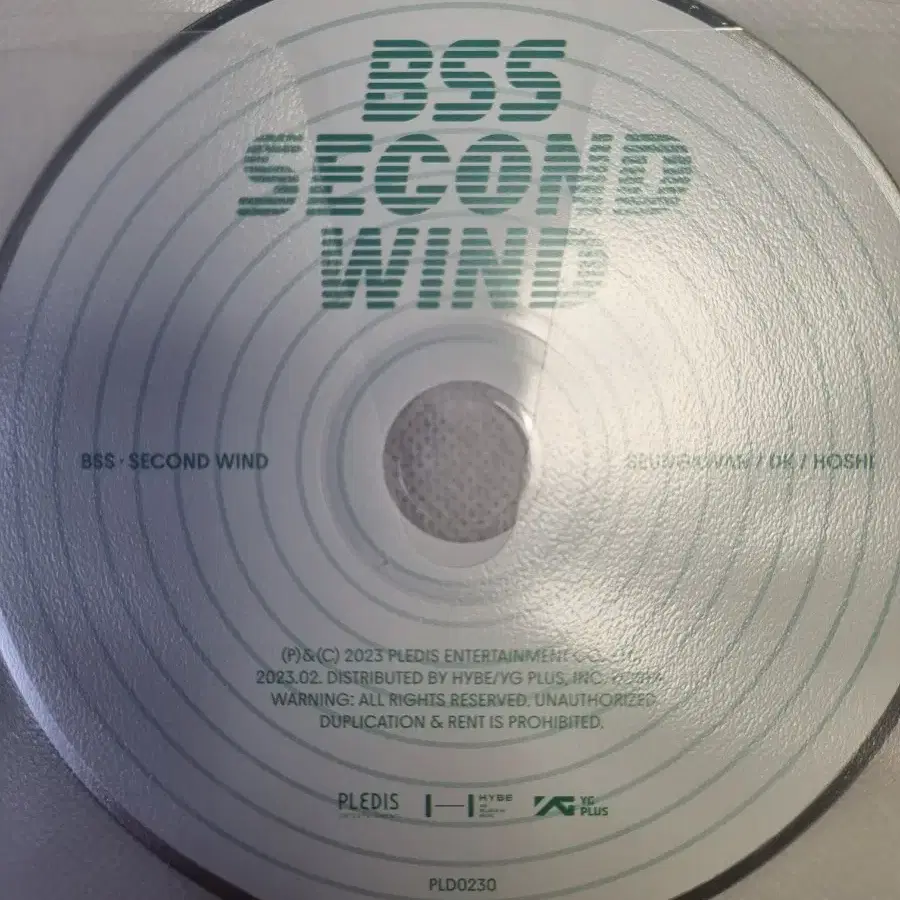 BSS
SECOND
WIND
BSS · SECOND WIND
SEUNGKWAN / DK / HOSHI
(P)&(C) 2023 PLEDIS ENTERTAINMENT
2023.02. DISTRIBUTED BY HYBE/YG PLUS, INC. KOREA
WARNING: ALL RIGHTS RESERVED. UNAUTHORIZED
DUPLICATION & RENT IS PROHIBITED.
PLEDIS
HYBE
YG
PLUS
PLD0230